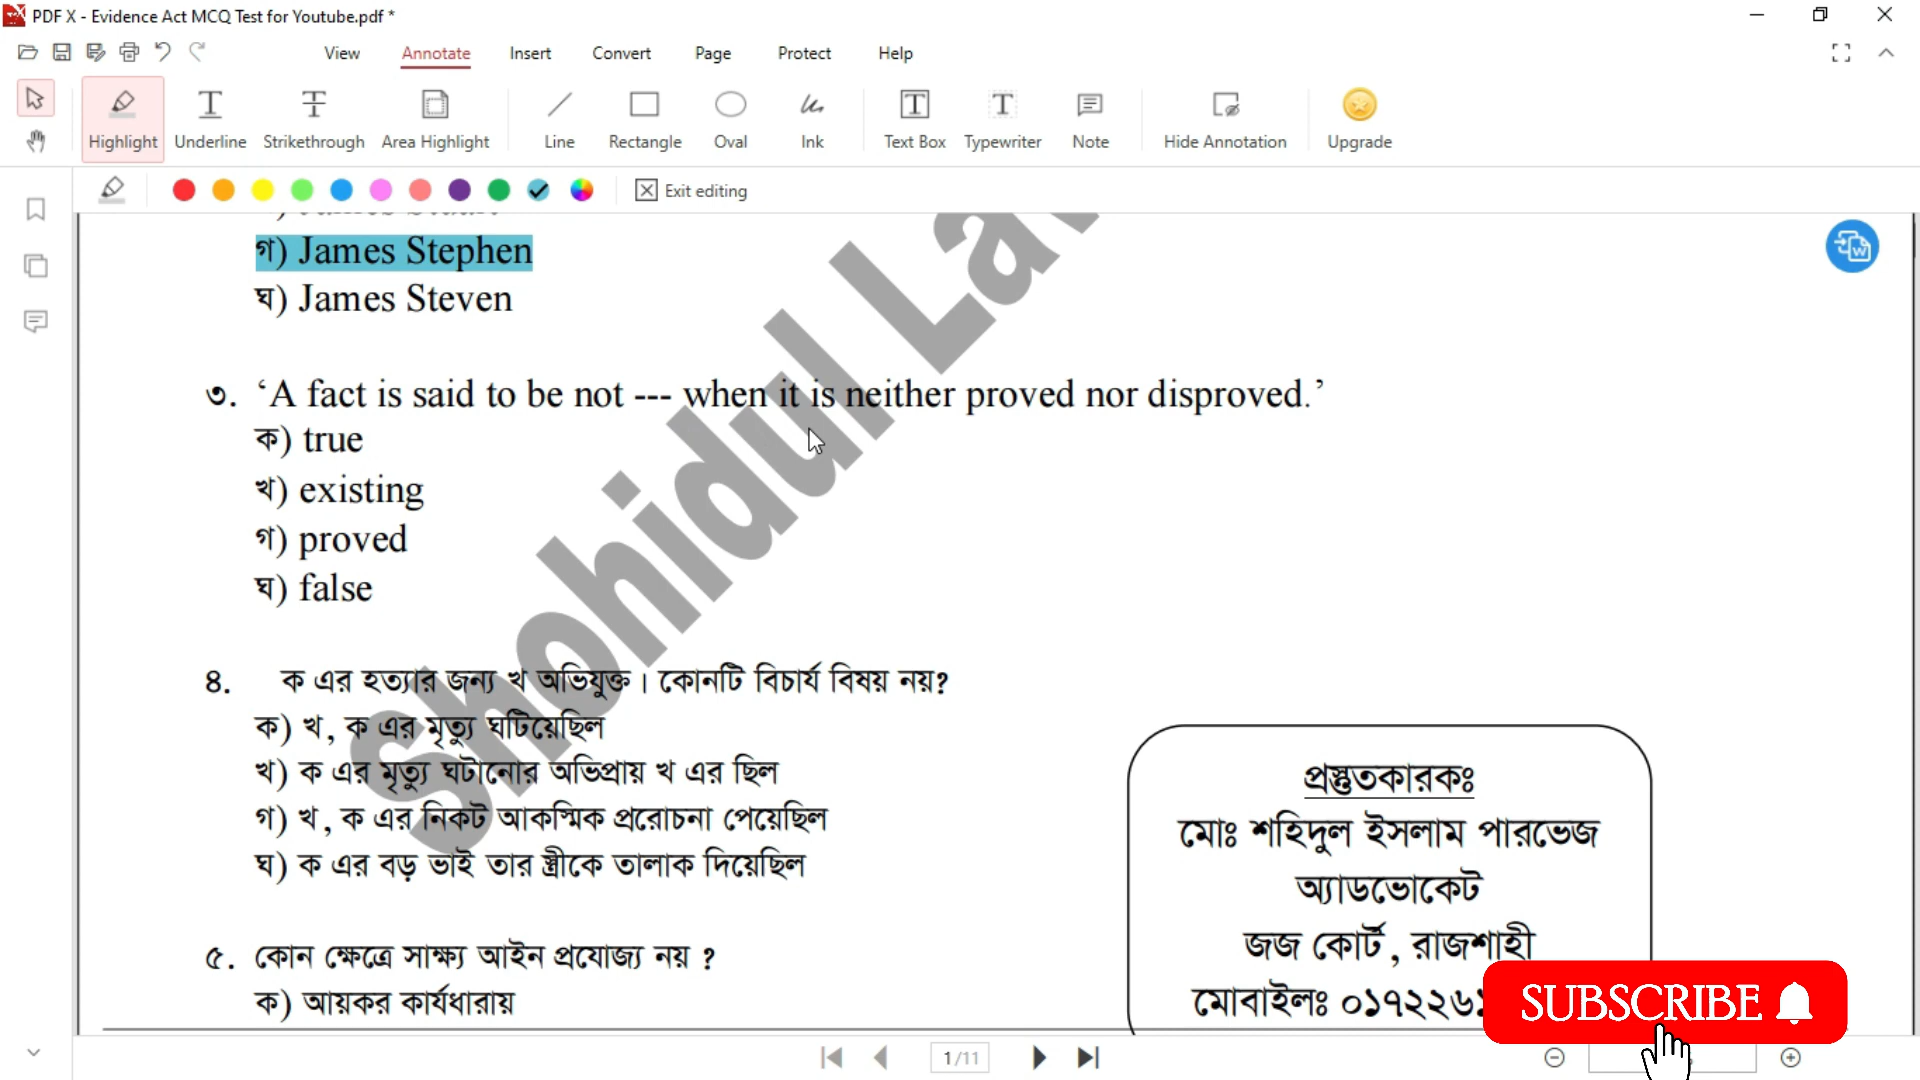 PDF X - Evidence Act MCQ Test for Youtube.pdf *
View Annotate Insert Convert Page Protect Help
Highlight Underline Strikethrough Area Highlight Line Rectangle Oval Ink Text Box Typewriter Note Hide Annotation Upgrade
Exit editing
গ) James Stephen
ঘ) James Steven
৩. ‘A fact is said to be not --- when it is neither proved nor disproved.’
ক) true
খ) existing
গ) proved
ঘ) false
৪. ক এর হত্যার জন্য খ অভিযুক্ত। কোনটি বিচার্য বিষয় নয়?
ক) খ, ক এর মৃত্যু ঘটিয়েছিল
খ) ক এর মৃত্যু ঘটানোর অভিপ্রায় খ এর ছিল
গ) খ, ক এর নিকট আকস্মিক প্ররোচনা পেয়েছিল
ঘ) ক এর বড় ভাই তার স্ত্রীকে তালাক দিয়েছিল
৫. কোন ক্ষেত্রে সাক্ষ্য আইন প্রযোজ্য নয় ?
ক) আয়কর কার্যধারায়
প্রস্তুতকারকঃ
মোঃ শহিদুল ইসলাম পারভেজ
অ্যাডভোকেট
জজ কোর্ট, রাজশাহী
মোবাইলঃ ০১৭২২৬
SUBSCRIBE
Shohidul
1 /11